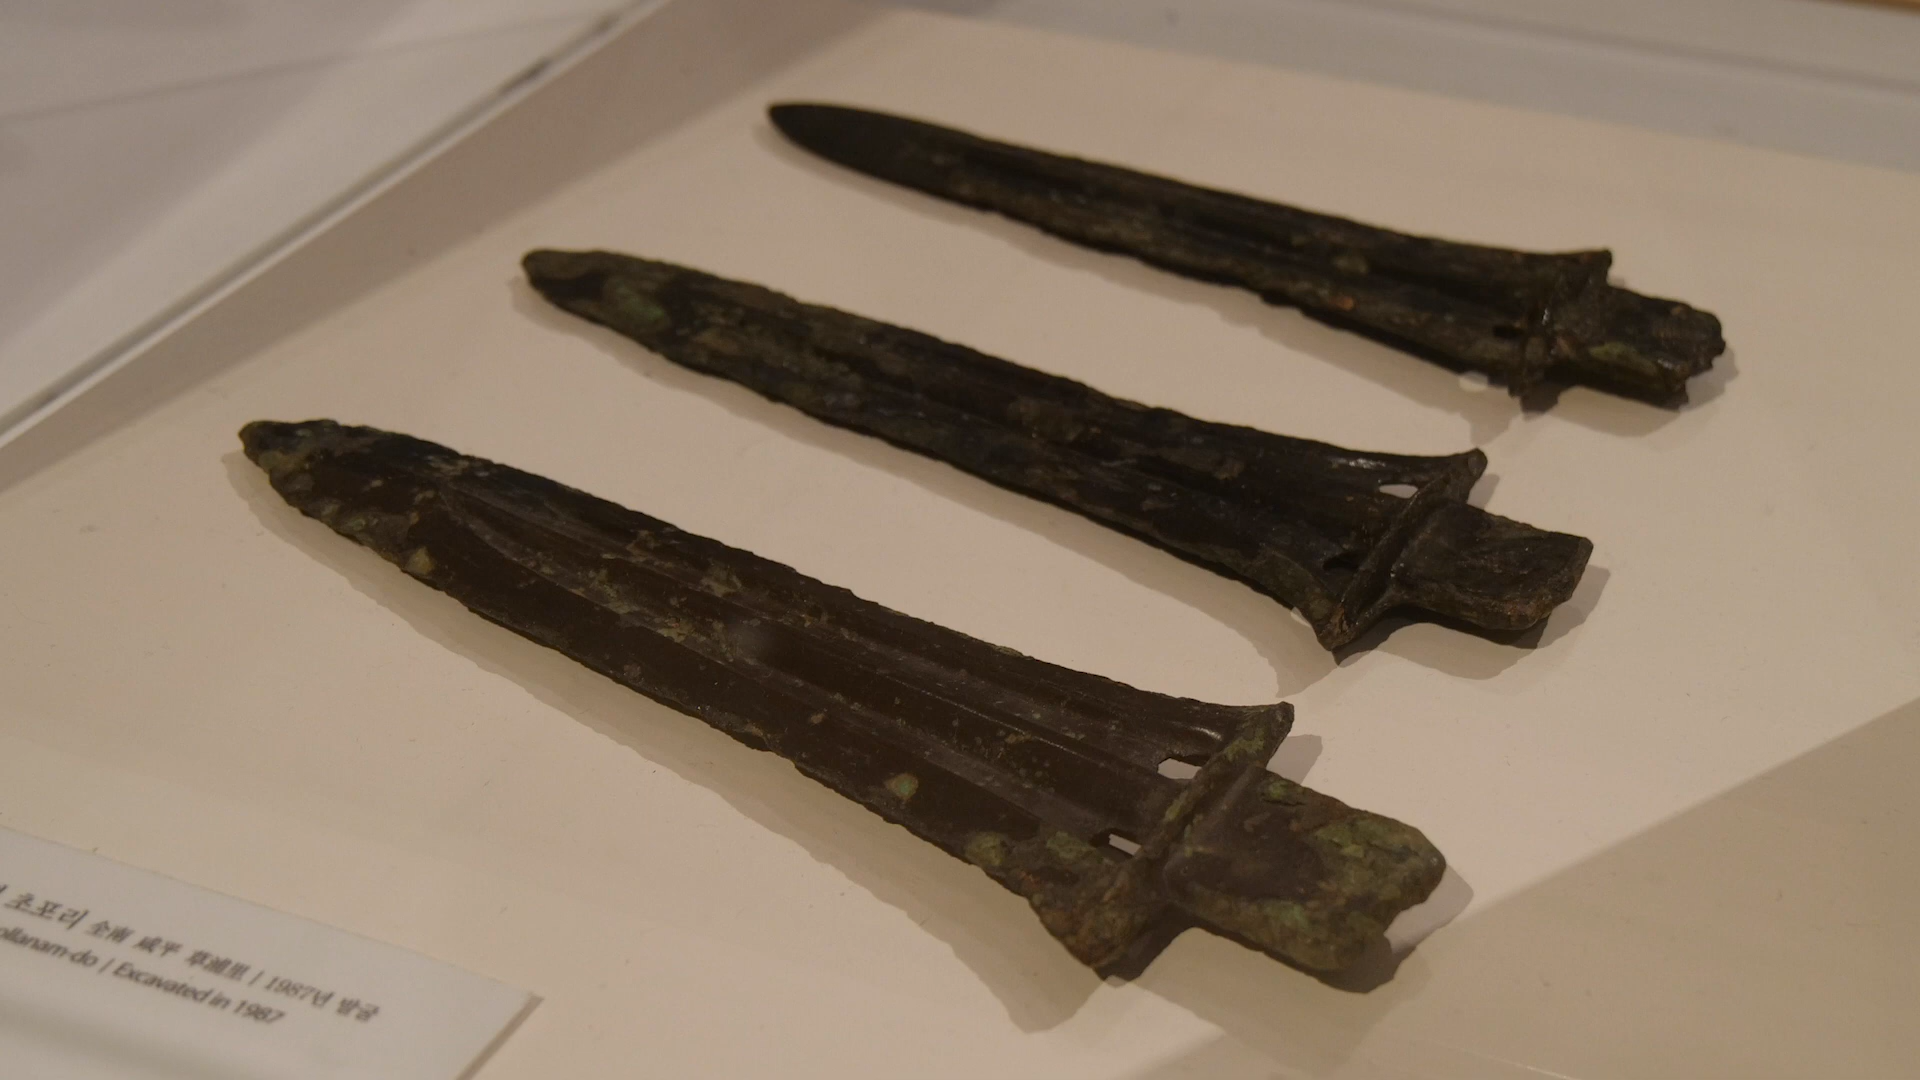 초포리 全南 咸平 草浦里 | 1987년 발굴
ollanam-do | Excavated in 1987